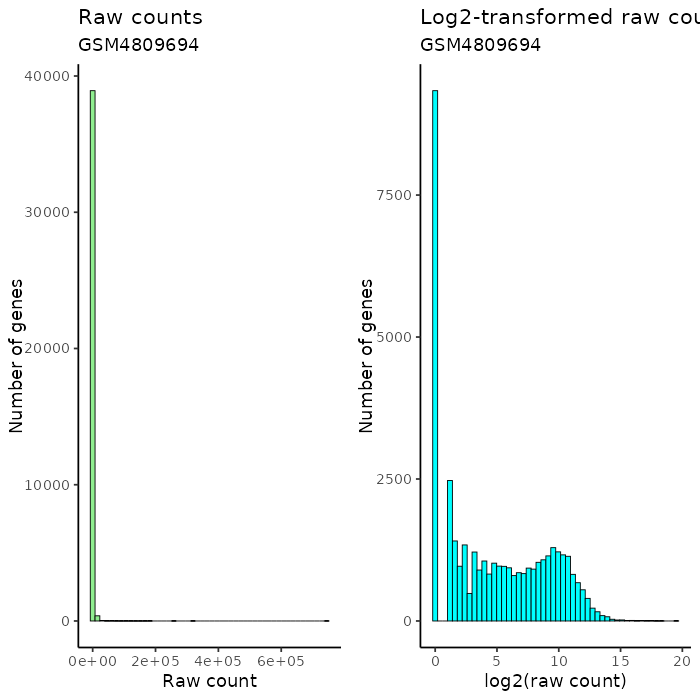 Raw counts
GSM4809694
40000
30000
20000
10000
0
0e+00 2e+05 4e+05 6e+05
Raw count
Number of genes
Log2-transformed raw cou
GSM4809694
7500
5000
2500
0
0 5 10 15 20
log2(raw count)
Number of genes